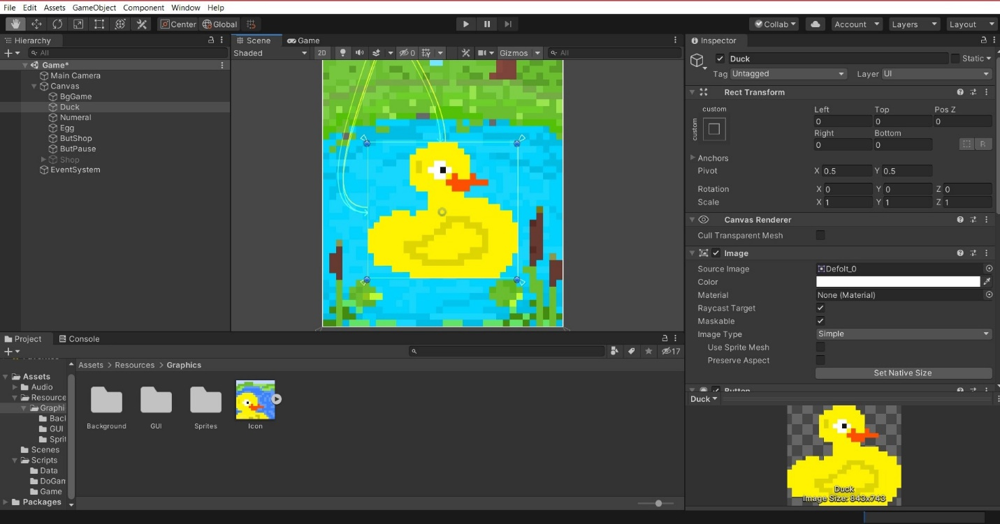 File Edit Assets GameObject Component Window Help
Center Global Collab Account Layers Layout
Hierarchy
All
Game*
Main Camera
Canvas
BgGame
Duck
Numeral
Egg
ButShop
ButPause
Shop
EventSystem
Scene Game
Shaded 2D 0 Gizmos All
Inspector
Duck Static
Tag Untagged Layer UI
Rect Transform
custom
custom
Left Top Pos Z
0 0 0
Right Bottom
0 0 R
Anchors
Pivot X 0.5 Y 0.5
Rotation X 0 Y 0 Z 0
Scale X 1 Y 1 Z 1
Canvas Renderer
Cull Transparent Mesh
Image
Source Image Defolt_0
Color
Material None (Material)
Raycast Target
Maskable
Image Type Simple
Use Sprite Mesh
Preserve Aspect
Set Native Size
Button
Duck
Duck
Image Size: 843x743
Project Console
17
Assets > Resources > Graphics
Assets
Audio
Resource
Graphi
Bac
GUI
Sprit
Scenes
Scripts
Data
DoGam
Game
Packages
Background GUI Sprites Icon